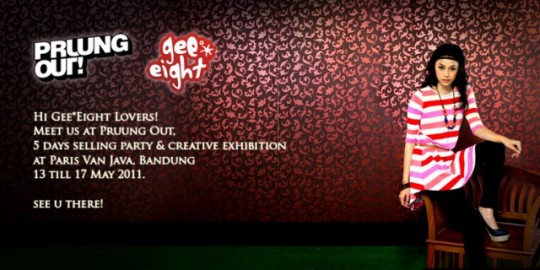 PRUUNG OUT!
gee*eight
HI GEE*EIGHT LOVERS!
MEET US AT PRUUNG OUT,
5 DAYS SELLING PARTY & CREATIVE EXHIBITION
AT PARIS VAN JAVA, BANDUNG
13 TILL 17 MAY 2011.
SEE U THERE!